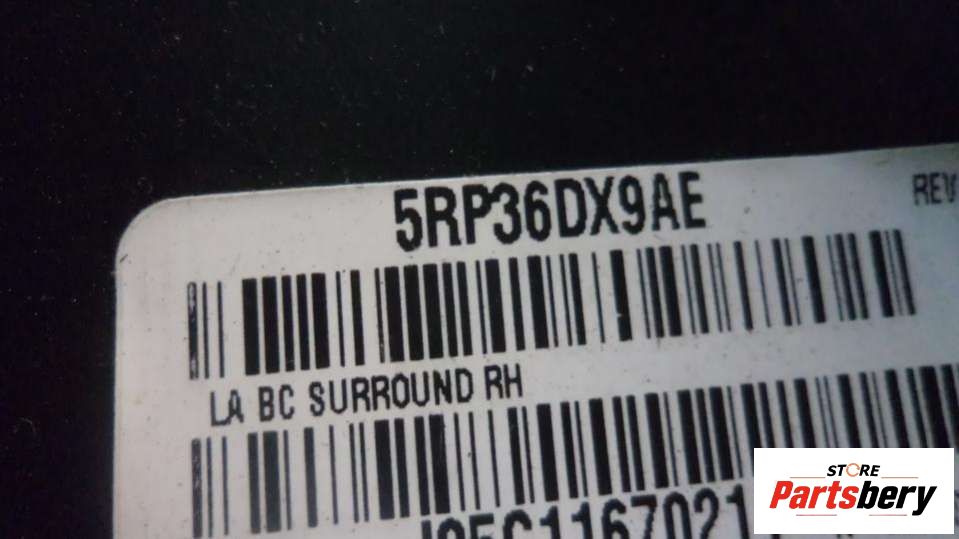 5RP36DX9AE
REV
LA BC SURROUND RH
STORE
Partsbery